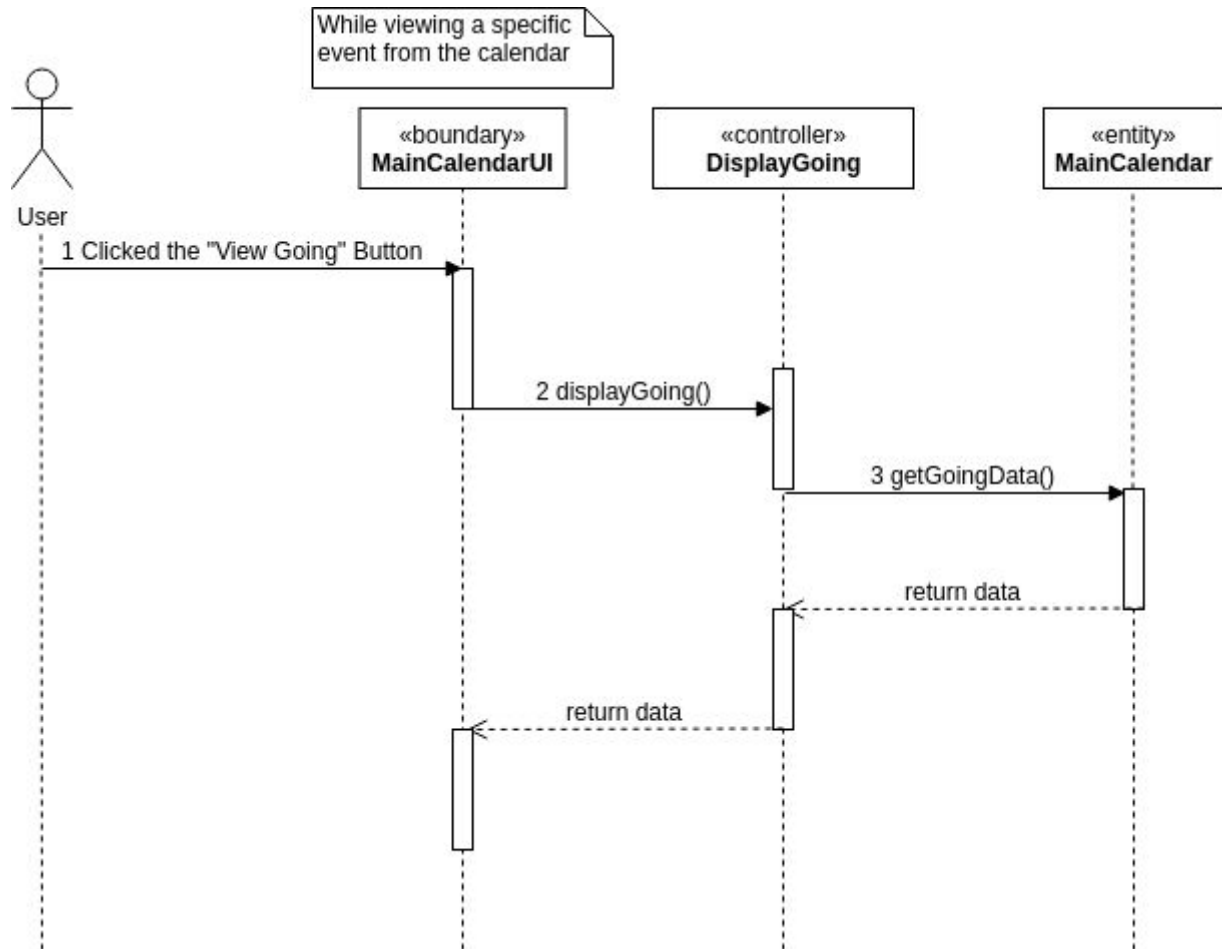 While viewing a specific
event from the calendar
«boundary»
MainCalendarUI
«controller»
DisplayGoing
«entity»
MainCalendar
User
1 Clicked the "View Going" Button
2 displayGoing()
3 getGoingData()
return data
return data